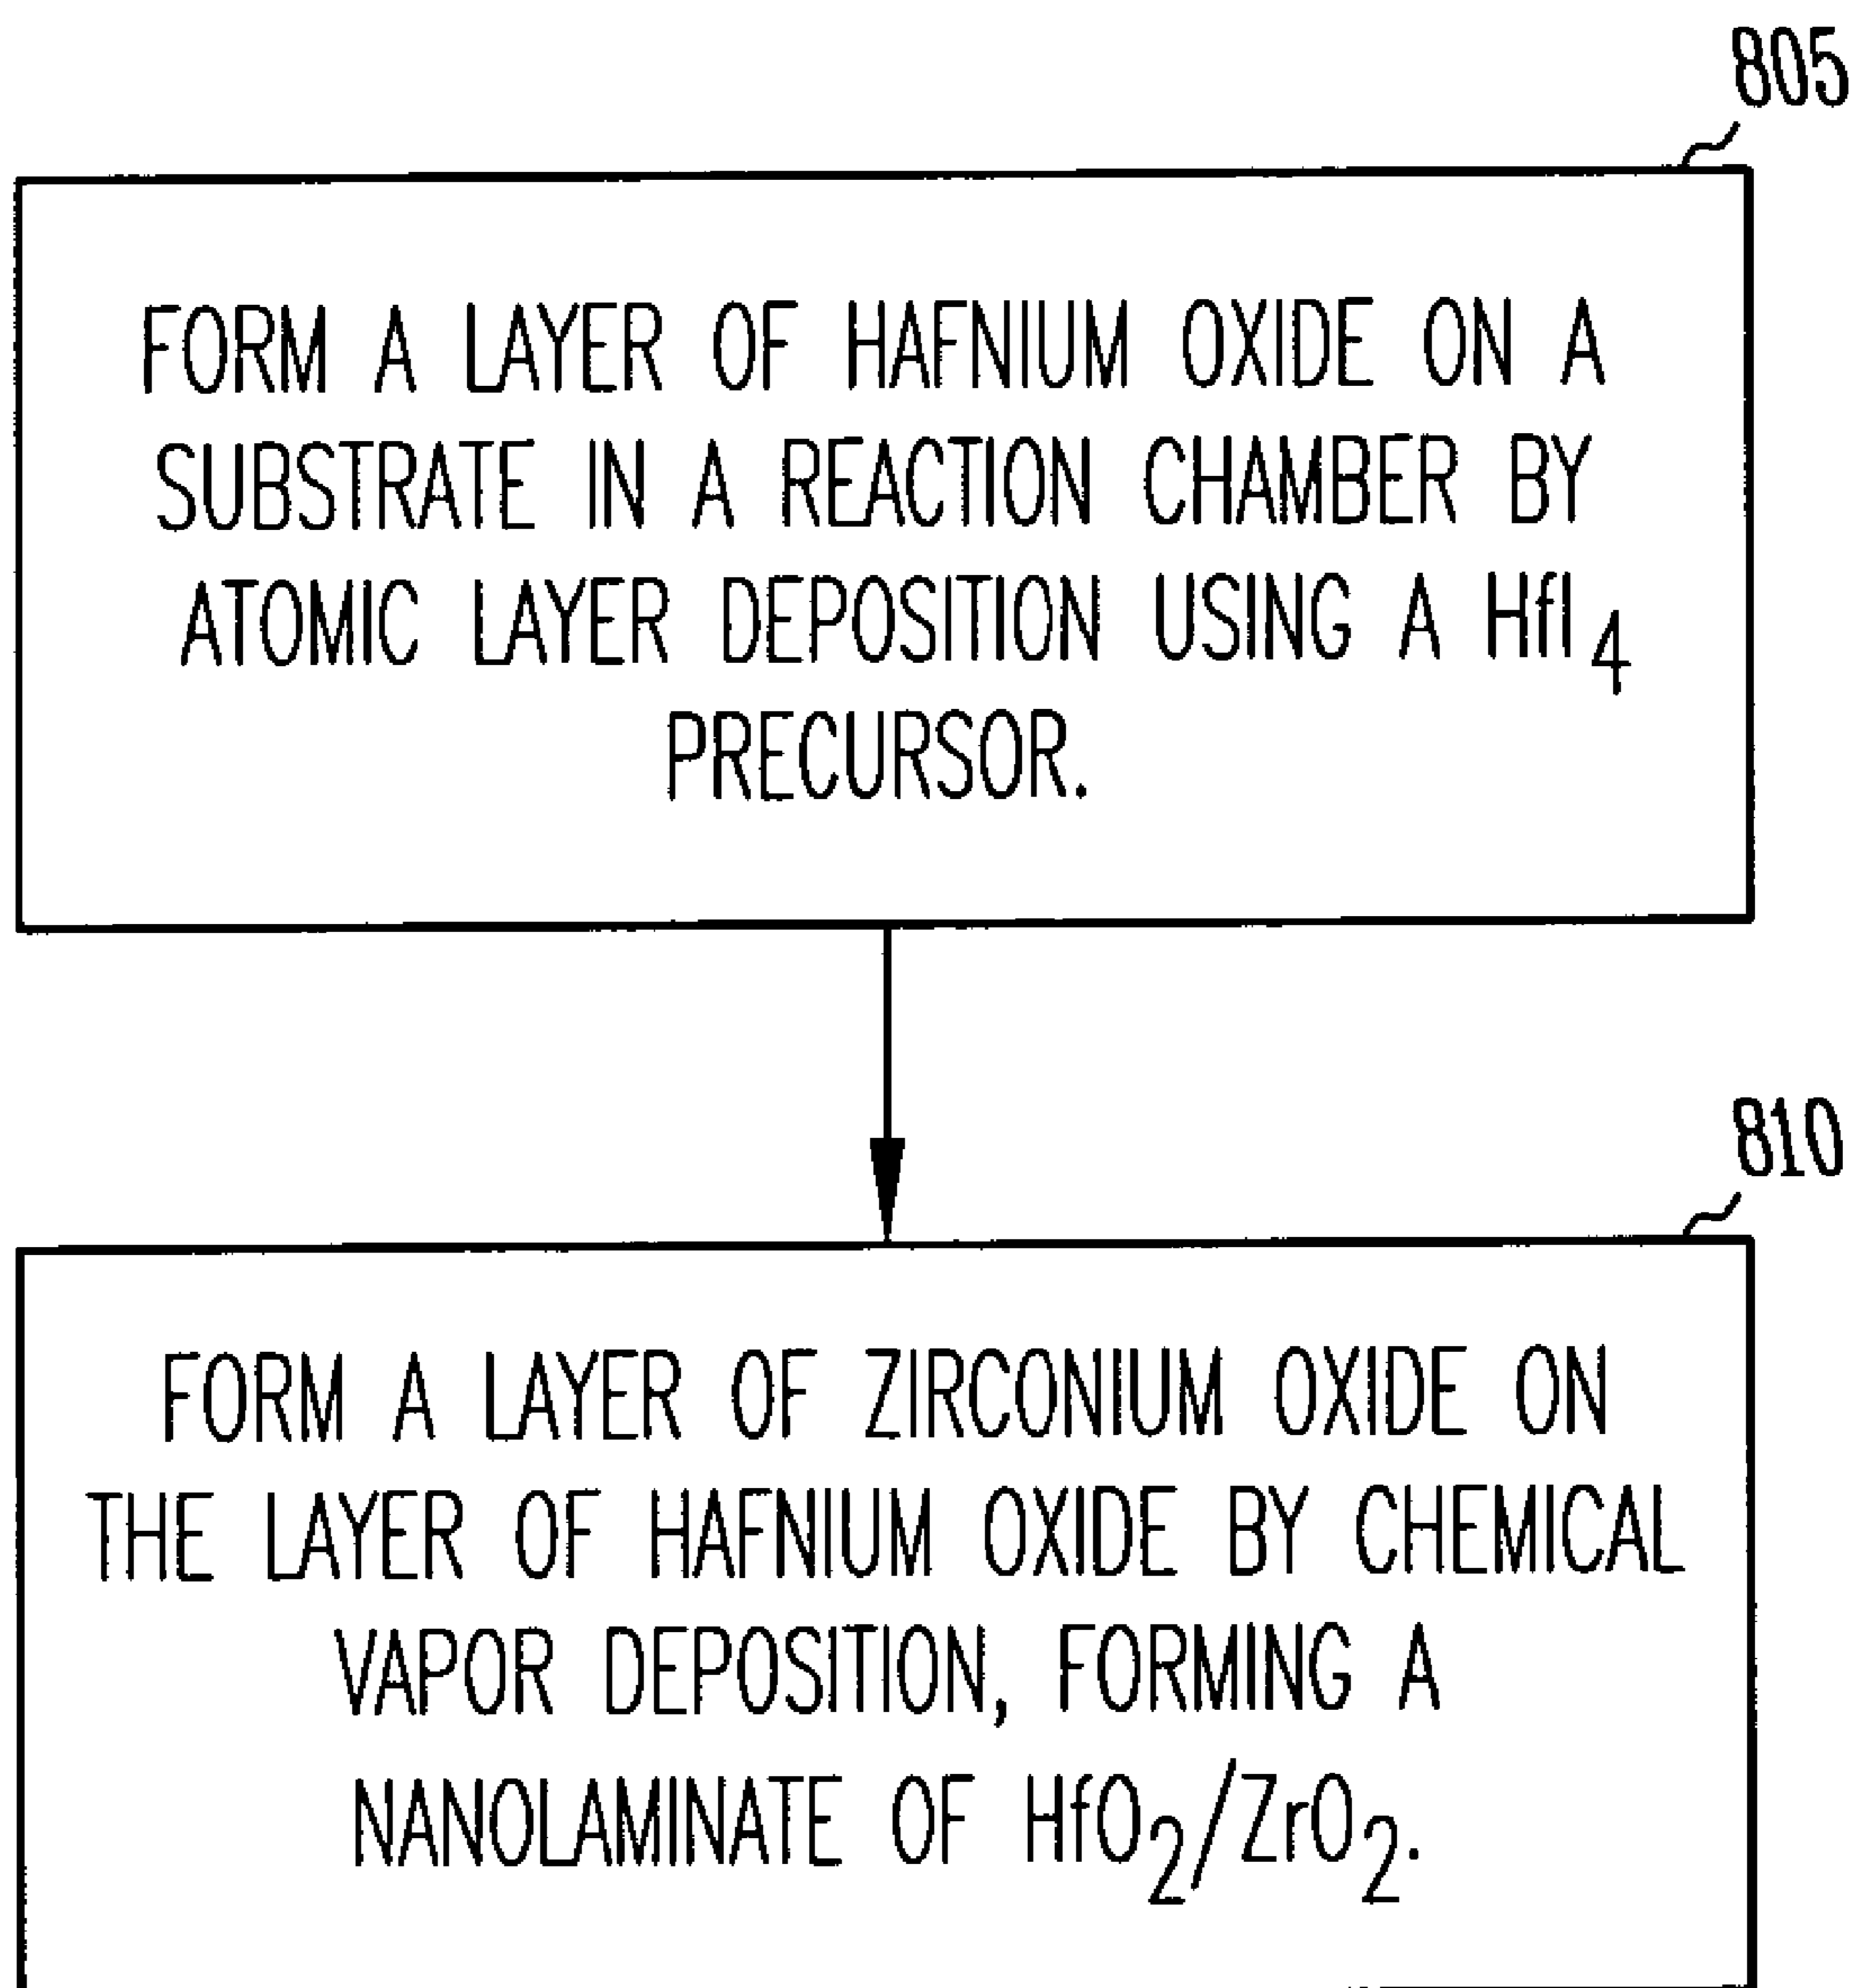 805
FORM A LAYER OF HAFNIUM OXIDE ON A
SUBSTRATE IN A REACTION CHAMBER BY
ATOMIC LAYER DEPOSITION USING A HfI₄
PRECURSOR.
810
FORM A LAYER OF ZIRCONIUM OXIDE ON
THE LAYER OF HAFNIUM OXIDE BY CHEMICAL
VAPOR DEPOSITION, FORMING A
NANOLAMINATE OF HfO₂/ZrO₂.